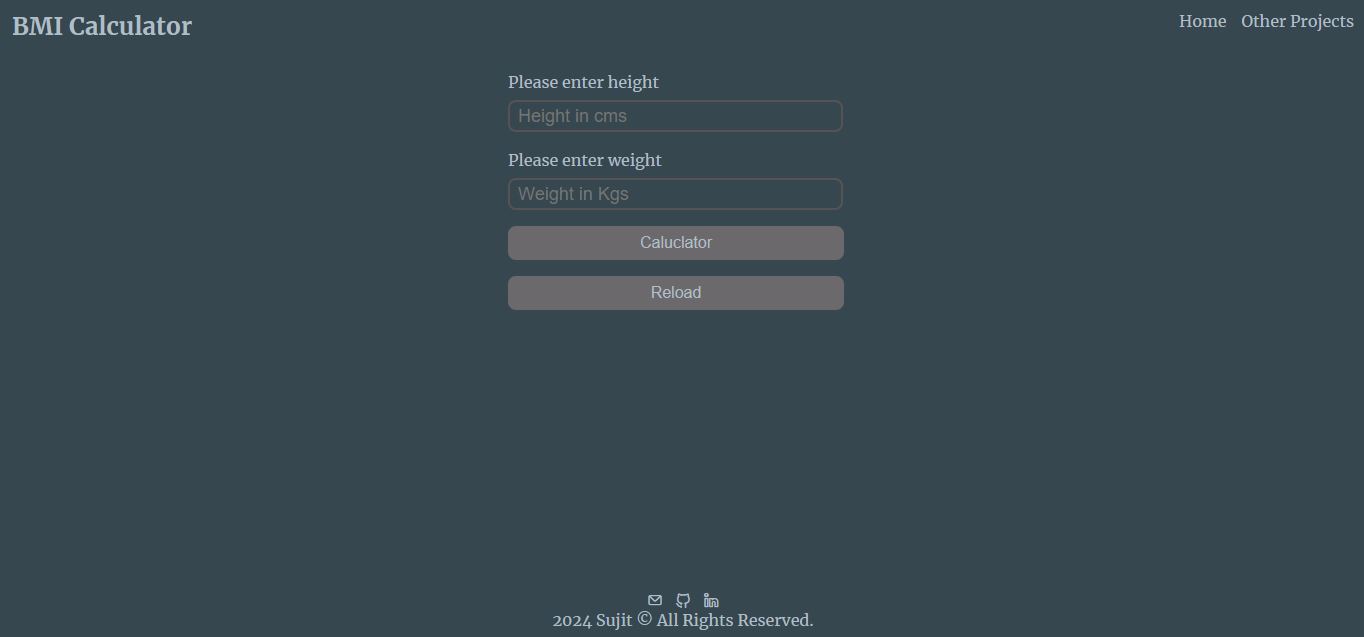 BMI Calculator
Home Other Projects
Please enter height
Height in cms
Please enter weight
Weight in Kgs
Caluclator
Reload
2024 Sujit © All Rights Reserved.